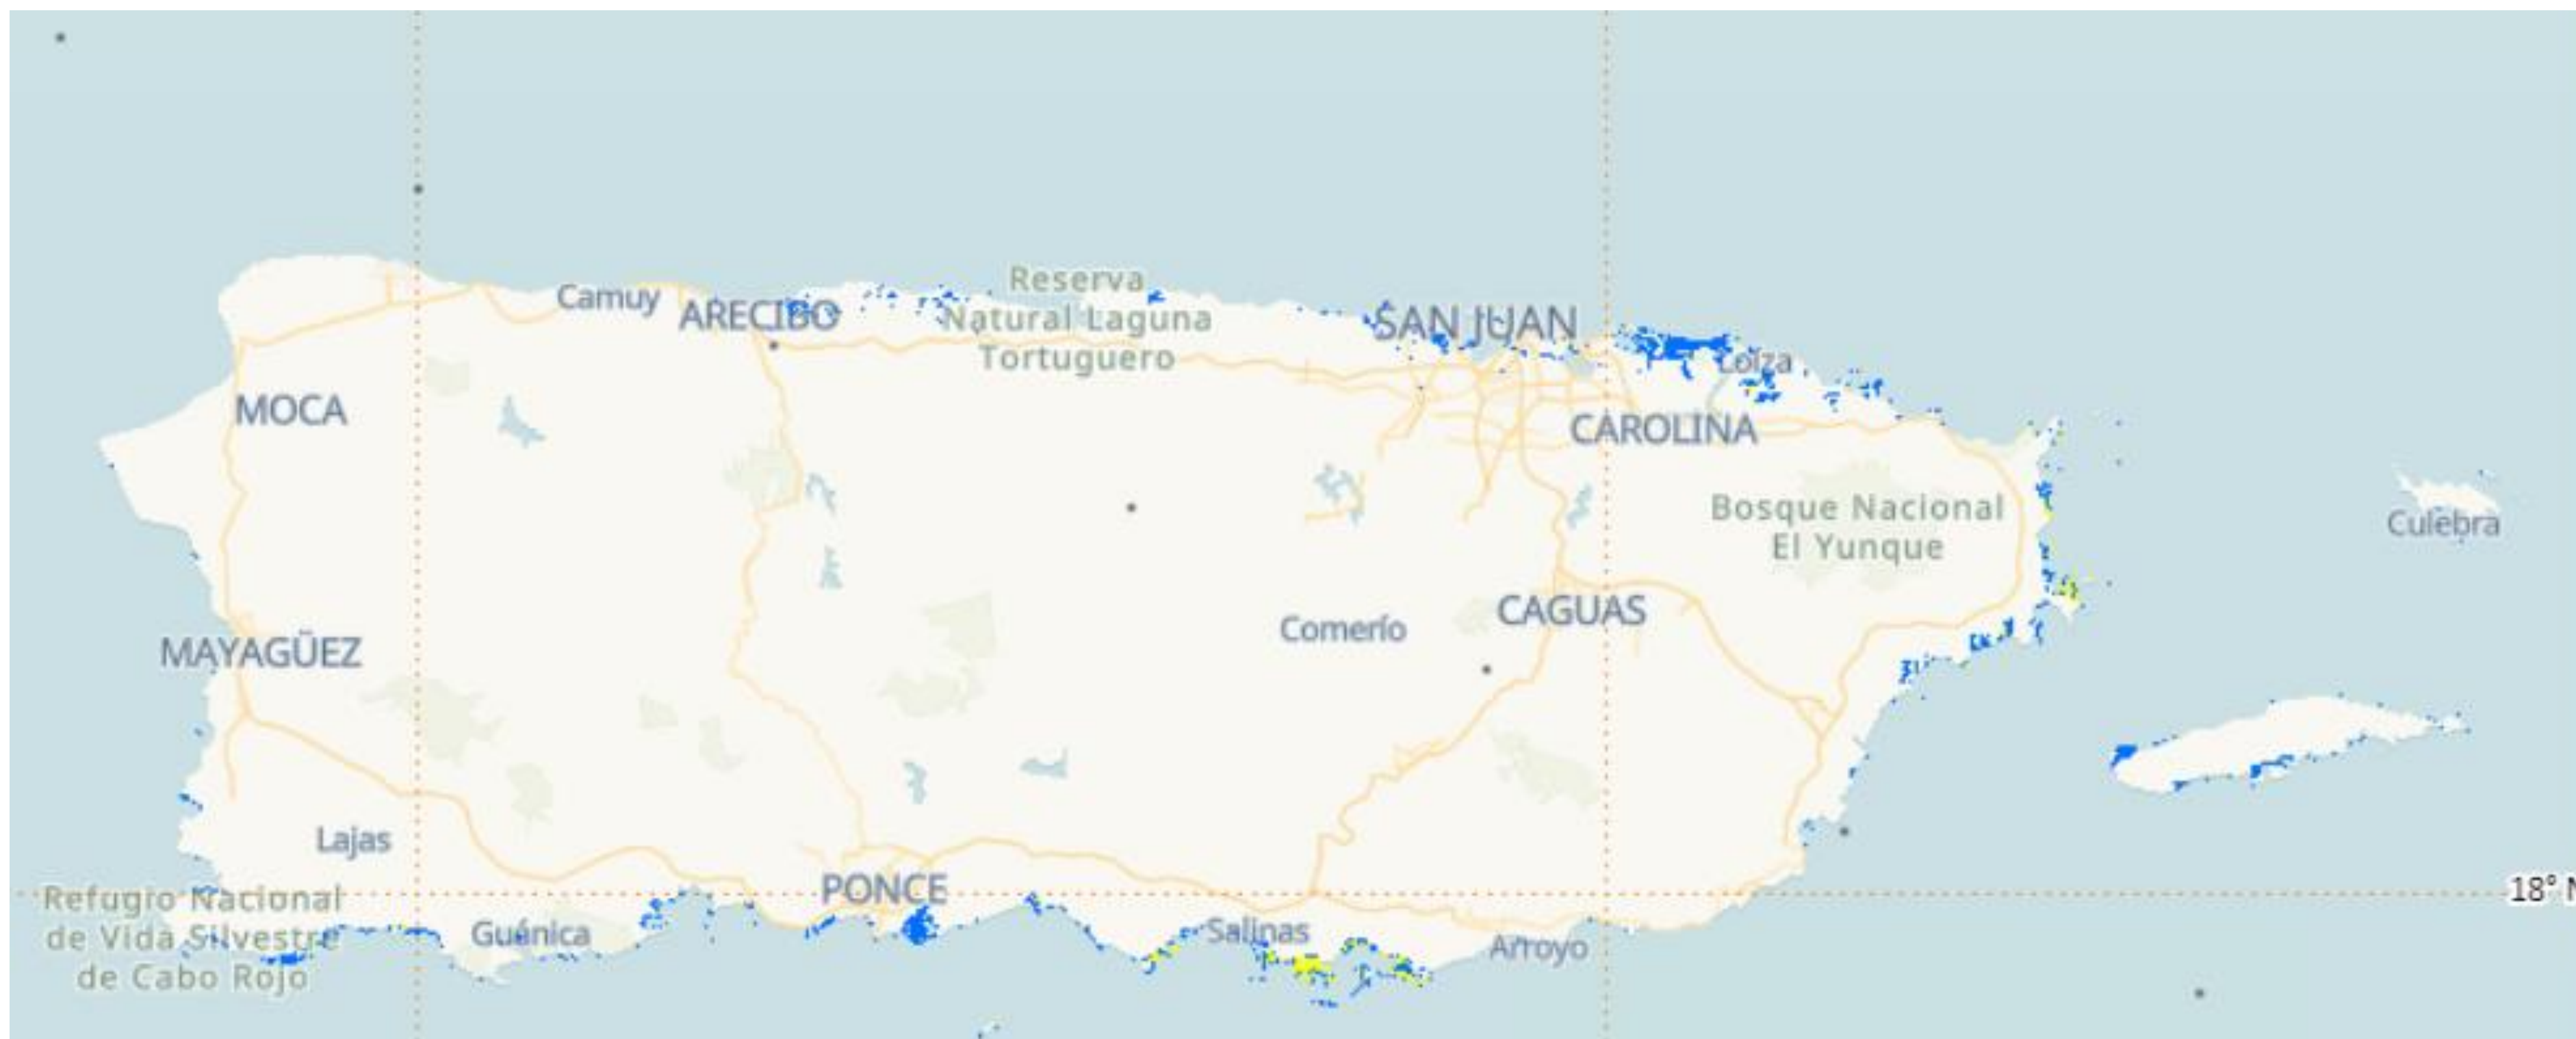 Reserva
Natural Laguna
Tortuguero
Camuy
ARECIBO
SAN JUAN
Loíza
MOCA
CAROLINA
Bosque Nacional
El Yunque
Culebra
CAGUAS
Comerío
MAYAGÜEZ
Lajas
PONCE
18° N
Refugio Nacional
de Vida Silvestre
de Cabo Rojo
Guánica
Salinas
Arroyo